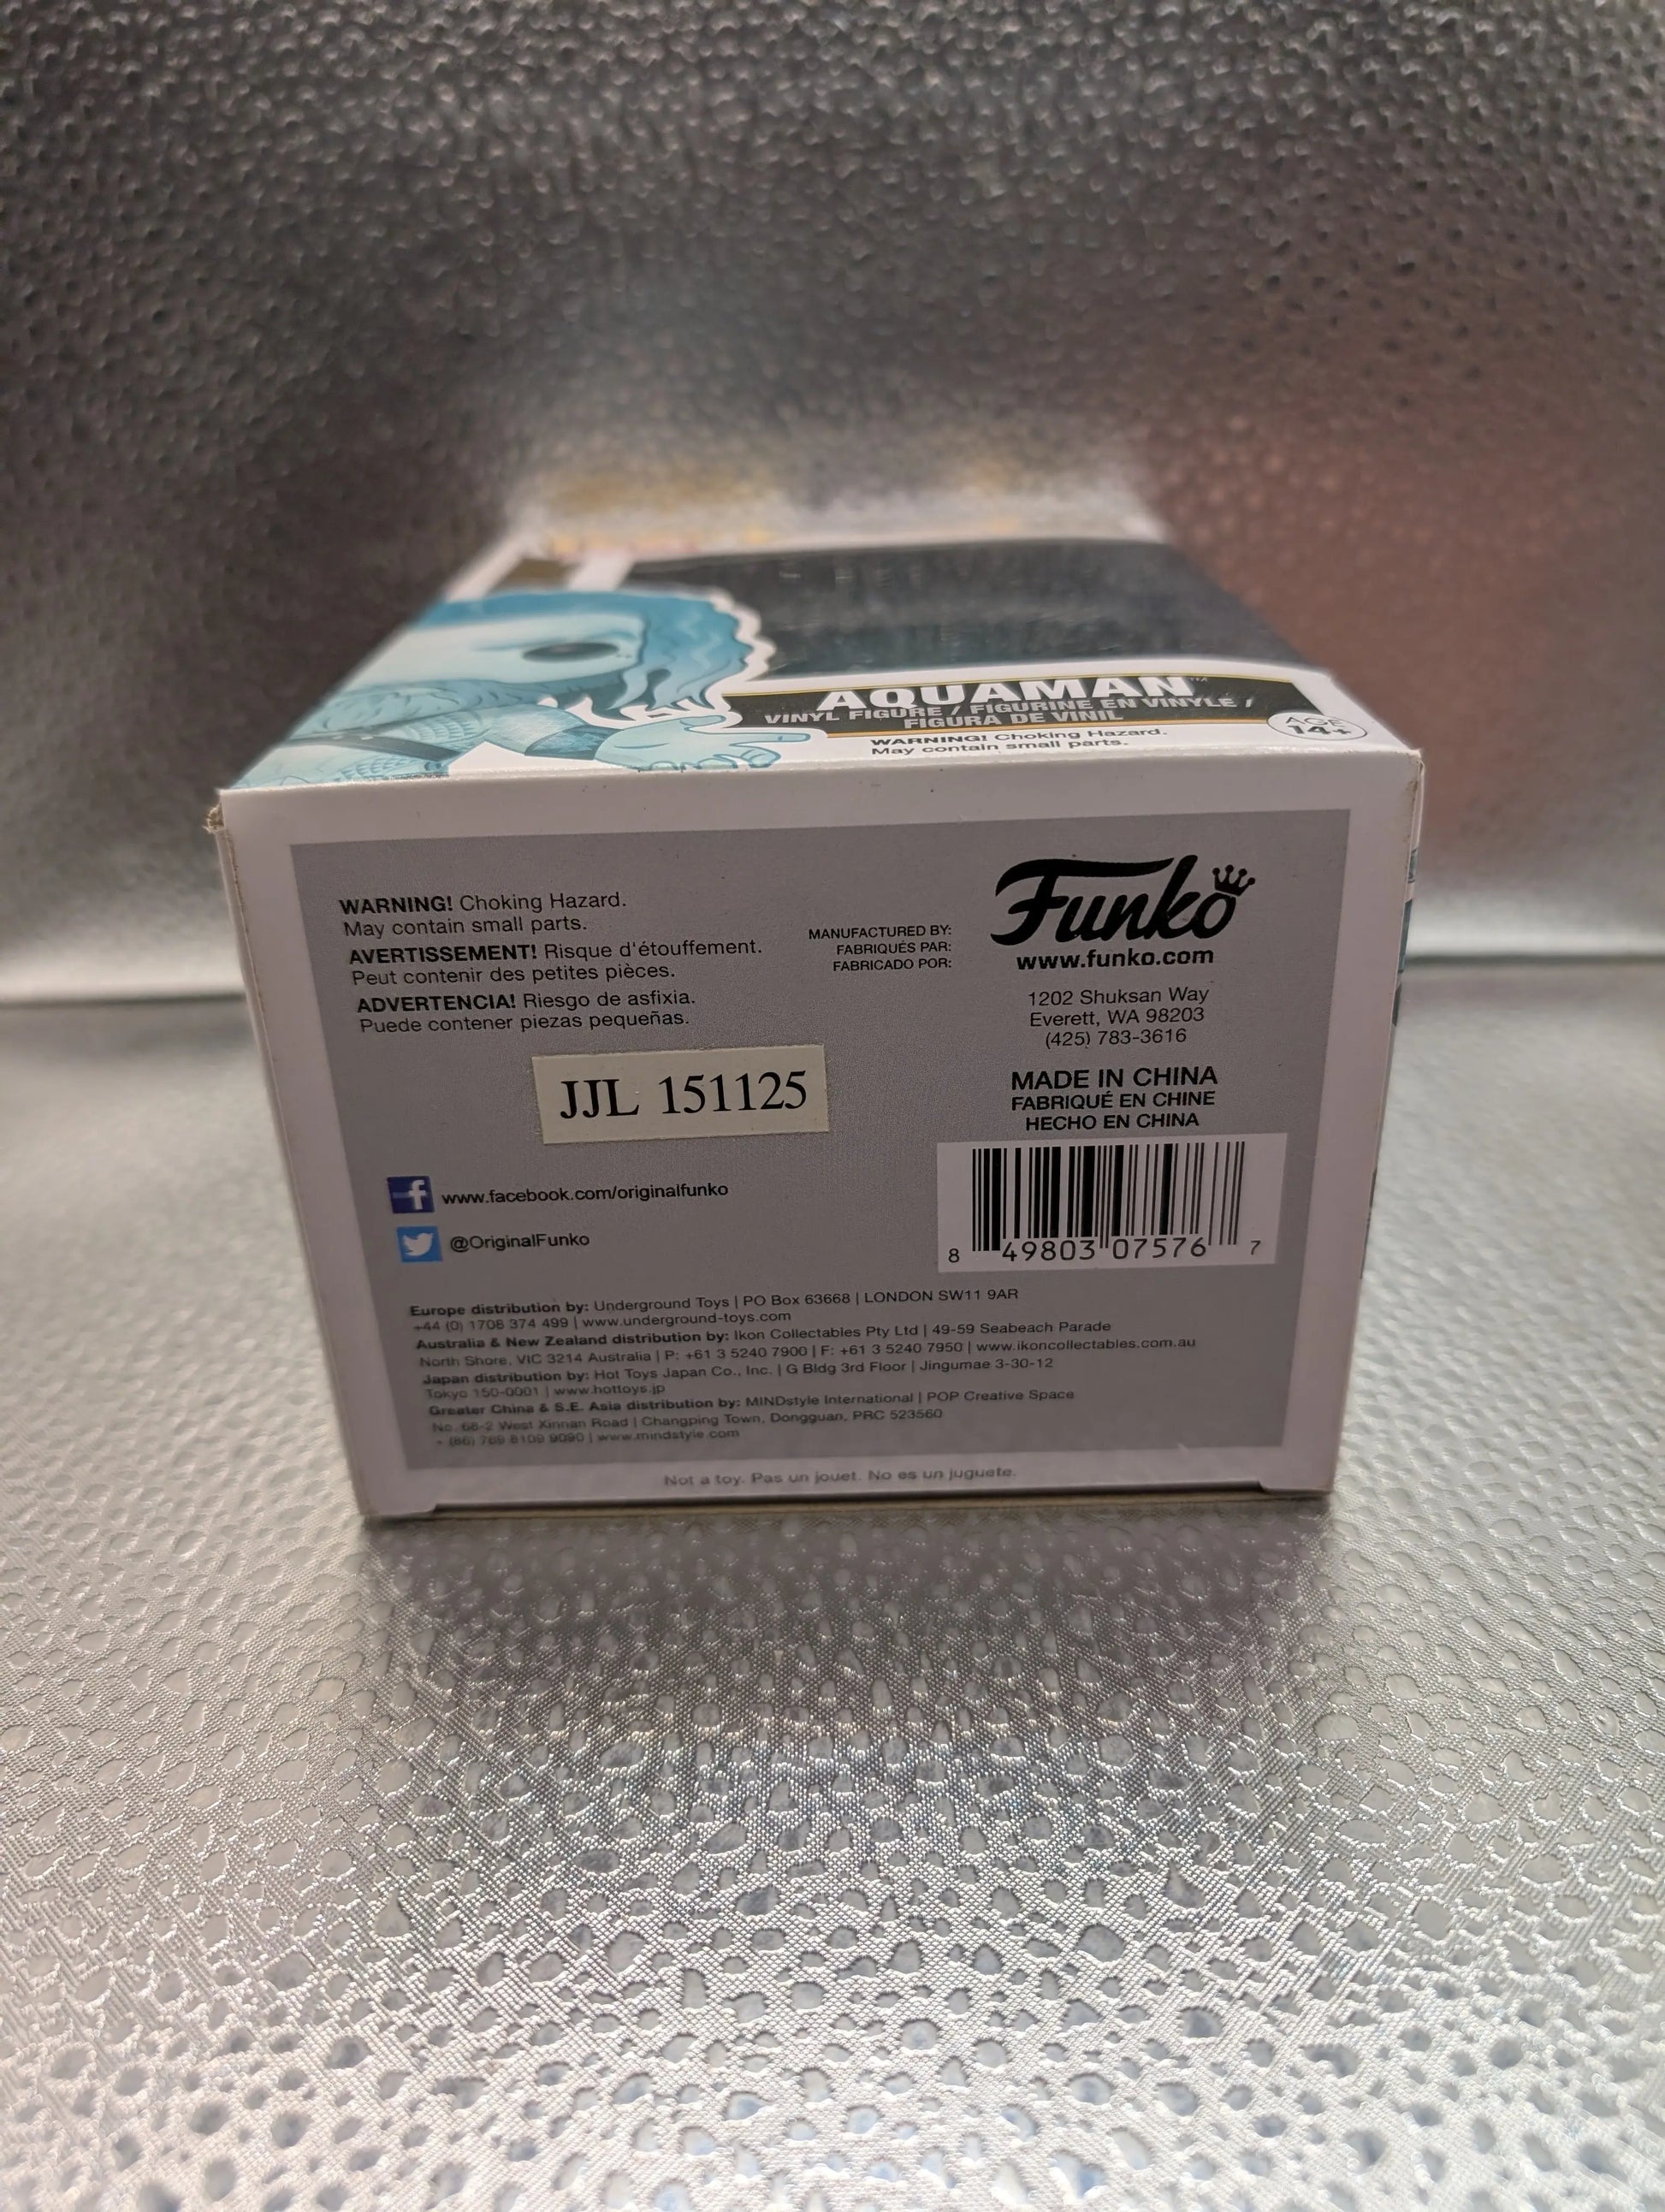 AQUAMAN™
VINYL FIGURE / FIGURINE EN VINYLE /
FIGURA DE VINIL
WARNING! Choking Hazard.
May contain small parts.
AGE
14+
WARNING! Choking Hazard.
May contain small parts.
AVERTISSEMENT! Risque d'étouffement.
Peut contenir des petites pièces.
ADVERTENCIA! Riesgo de asfixia.
Puede contener piezas pequeñas.
MANUFACTURED BY:
FABRIQUÉS PAR:
FABRICADO POR:
Funko
www.funko.com
1202 Shuksan Way
Everett, WA 98203
(425) 783-3616
MADE IN CHINA
FABRIQUÉ EN CHINE
HECHO EN CHINA
JJL 151125
f www.facebook.com/originalfunko
@OriginalFunko
8 49803 07576 7
Europe distribution by: Underground Toys | PO Box 63668 | LONDON SW11 9AR
+44 (0) 1708 374 499 | www.underground-toys.com
Australia & New Zealand distribution by: Ikon Collectables Pty Ltd | 49-59 Seabeach Parade
North Shore, VIC 3214 Australia | P: +61 3 5240 7900 | F: +61 3 5240 7950 | www.ikoncollectables.com.au
Japan distribution by: Hot Toys Japan Co., Inc. | G Bldg 3rd Floor | Jingumae 3-30-12
Tokyo 150-0001 | www.hottoys.jp
Greater China & S.E. Asia distribution by: MINDstyle International | POP Creative Space
No. 68-2 West Xinnan Road | Changping Town, Dongguan, PRC 523560
+ (86) 769 8109 9090 | www.mindstyle.com
Not a toy. Pas un jouet. No es un juguete.